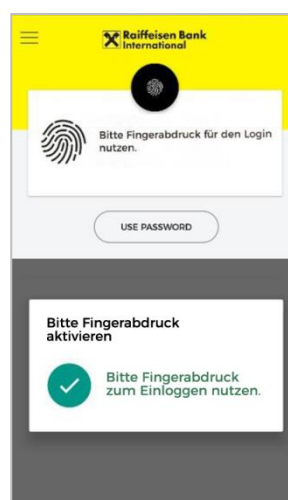 Raiffeisen Bank
International
Bitte Fingerabdruck für den Login
nutzen.
USE PASSWORD
Bitte Fingerabdruck
aktivieren
Bitte Fingerabdruck
zum Einloggen nutzen.